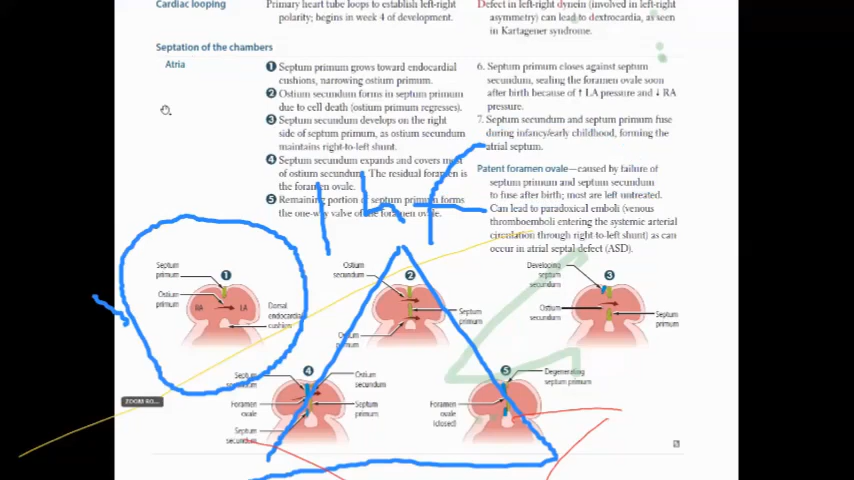 Cardiac looping
Primary heart tube loops to establish left-right
polarity; begins in week 4 of development.
Defect in left-right dynein (involved in left-right
asymmetry) can lead to dextrocardia, as seen
in Kartagener syndrome.
Septation of the chambers
Atria
1 Septum primum grows toward endocardial
cushions, narrowing ostium primum.
2 Ostium secundum forms in septum primum
due to cell death (ostium primum regresses).
3 Septum secundum develops on the right
side of septum primum, as ostium secundum
maintains right-to-left shunt.
4 Septum secundum expands and covers most
of ostium secundum. The residual foramen is
the foramen ovale.
5 Remaining portion of septum primum forms
the one-way valve of the foramen ovale.
6. Septum primum closes against septum
secundum, sealing the foramen ovale soon
after birth because of ↑ LA pressure and ↓ RA
pressure.
7. Septum secundum and septum primum fuse
during infancy/early childhood, forming the
atrial septum.
Patent foramen ovale—caused by failure of
septum primum and septum secundum
to fuse after birth; most are left untreated.
Can lead to paradoxical emboli (venous
thromboemboli entering the systemic arterial
circulation through right-to-left shunt) as can
occur in atrial septal defect (ASD).
1
Septum
primum
Ostium
primum
RA
LA
Dorsal
endocardial
cushion
2
Ostium
secundum
Septum
primum
Ostium
primum
3
Developing
septum
secundum
Ostium
secundum
Septum
primum
4
Septum
secundum
Foramen
ovale
Septum
secundum
Ostium
secundum
Septum
primum
5
Foramen
ovale
(closed)
Degenerating
septum primum
ZOOM RO...